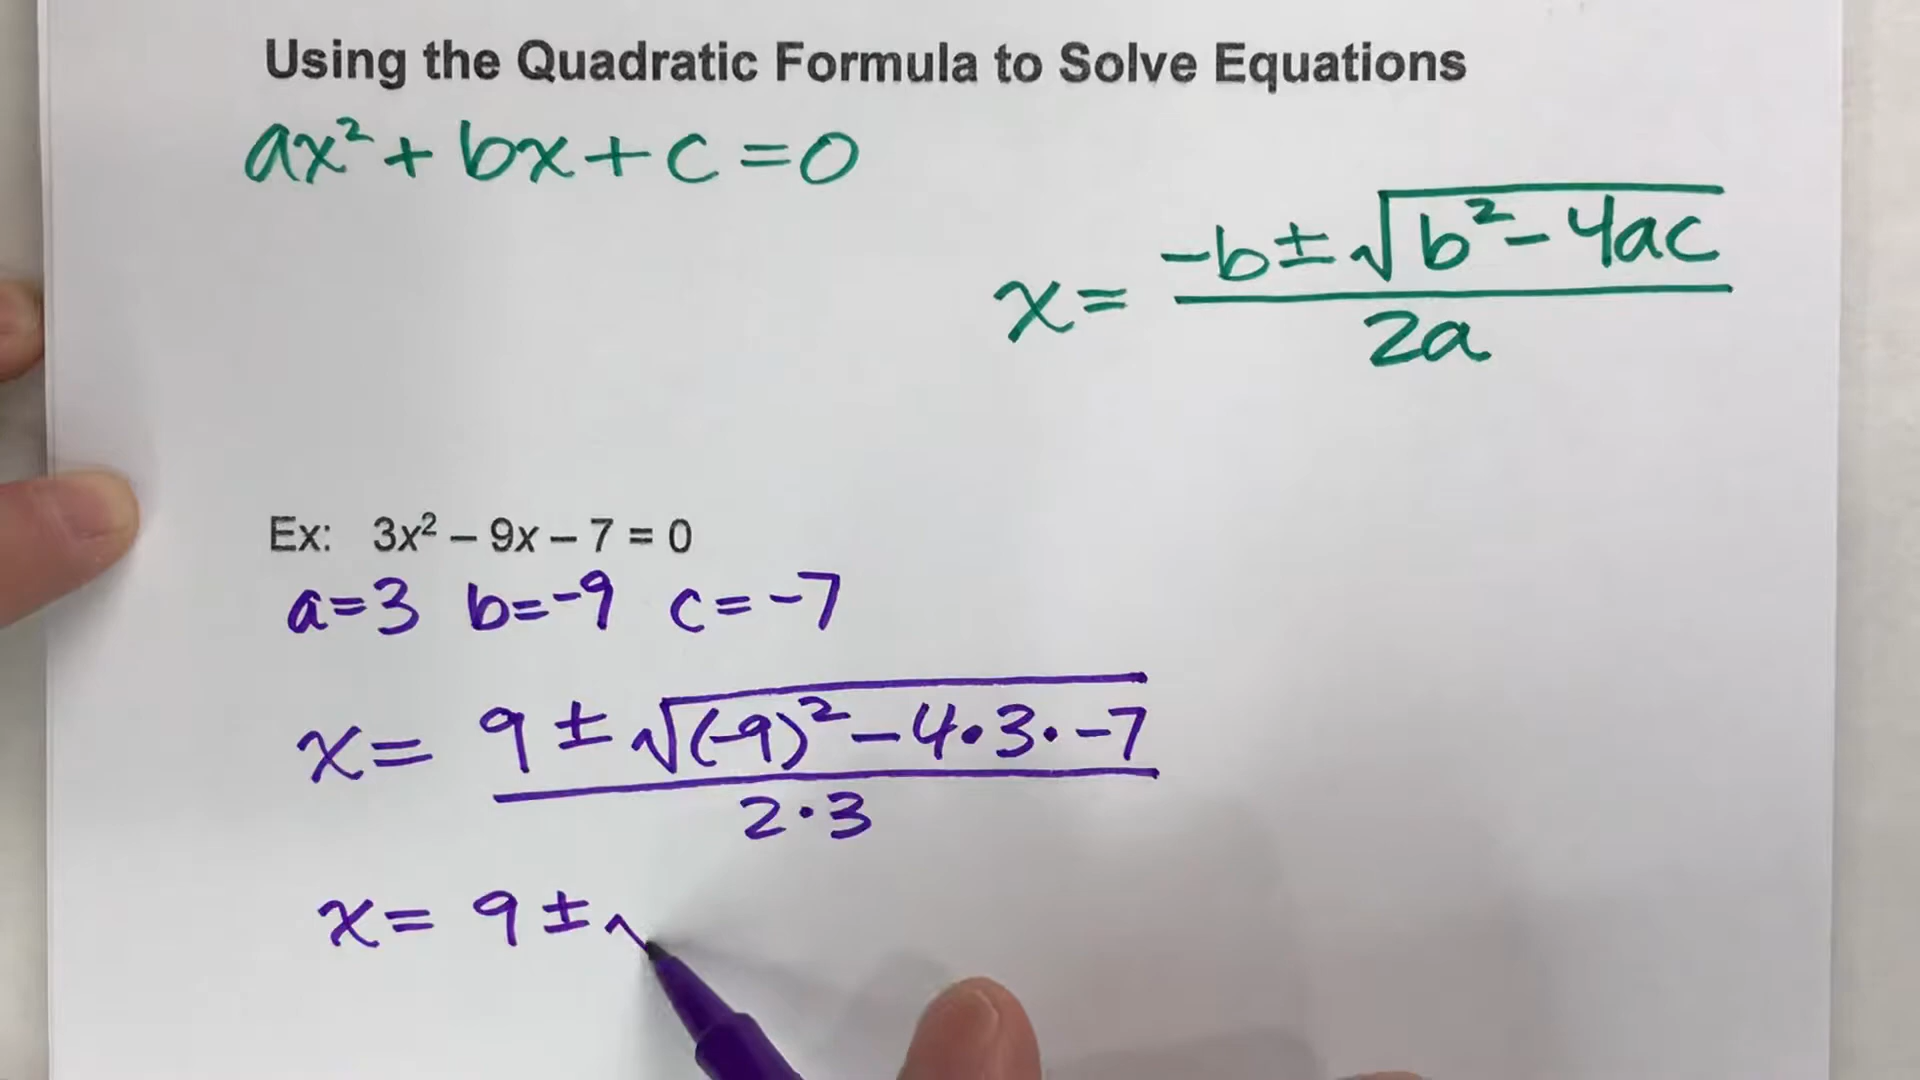 Using the Quadratic Formula to Solve Equations
ax² + bx + c = 0
x = (-b ± √(b² - 4ac)) / 2a
Ex: 3x² – 9x – 7 = 0
a=3 b=-9 c=-7
x = (9 ± √((-9)² - 4·3·-7)) / 2·3
x = 9 ± √